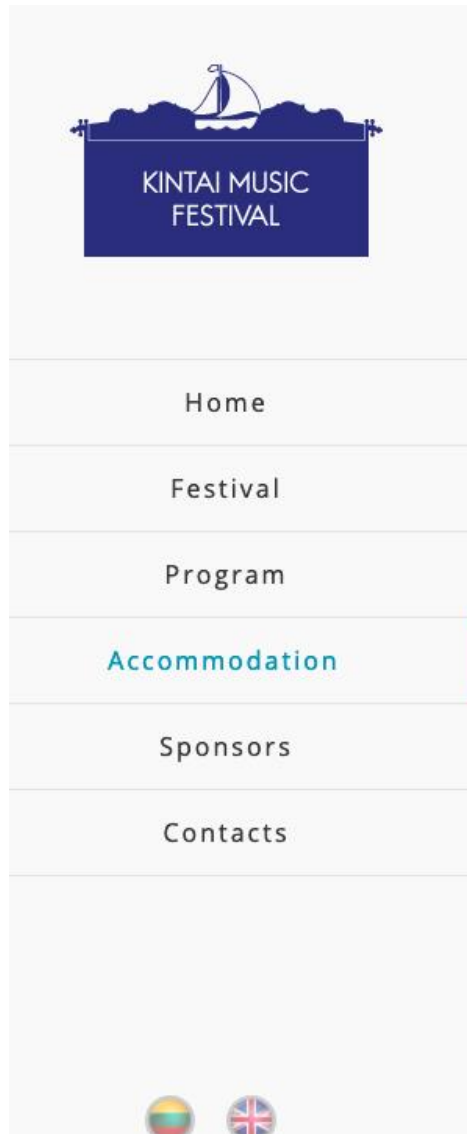 KINTAI MUSIC
FESTIVAL
Home
Festival
Program
Accommodation
Sponsors
Contacts